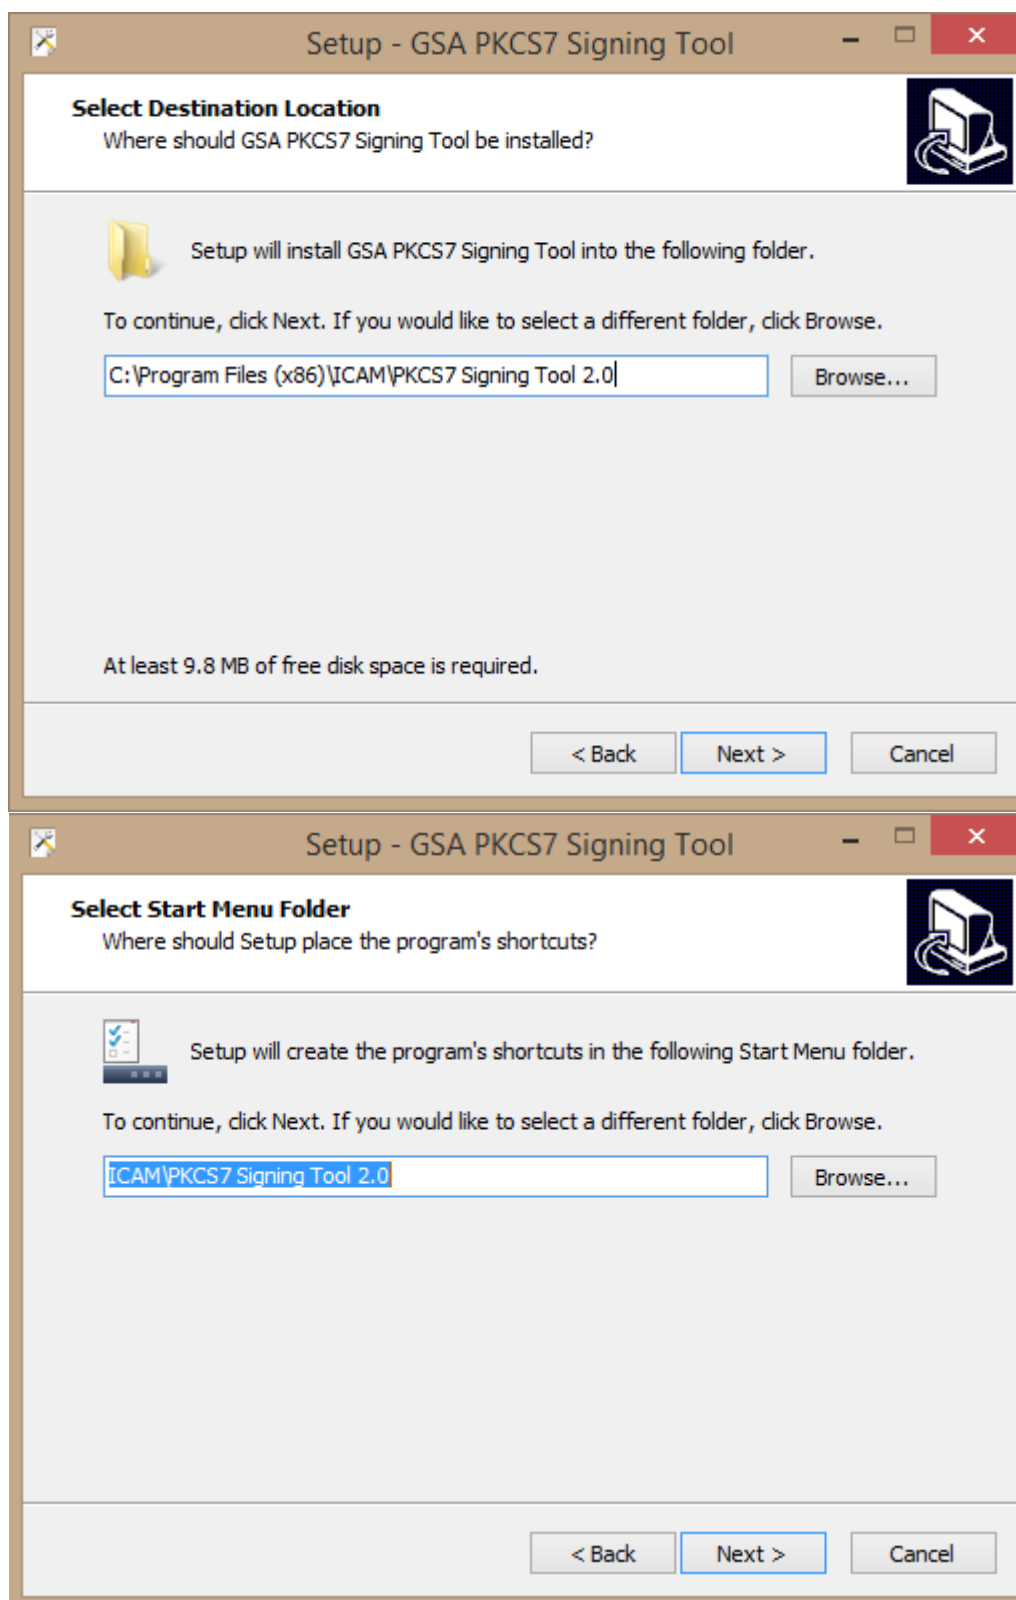 Setup - GSA PKCS7 Signing Tool
Select Destination Location
Where should GSA PKCS7 Signing Tool be installed?
Setup will install GSA PKCS7 Signing Tool into the following folder.
To continue, click Next. If you would like to select a different folder, click Browse.
C:\Program Files (x86)\ICAM\PKCS7 Signing Tool 2.0 Browse...
At least 9.8 MB of free disk space is required.
< Back Next > Cancel
Setup - GSA PKCS7 Signing Tool
Select Start Menu Folder
Where should Setup place the program's shortcuts?
Setup will create the program's shortcuts in the following Start Menu folder.
To continue, click Next. If you would like to select a different folder, click Browse.
ICAM\PKCS7 Signing Tool 2.0 Browse...
< Back Next > Cancel